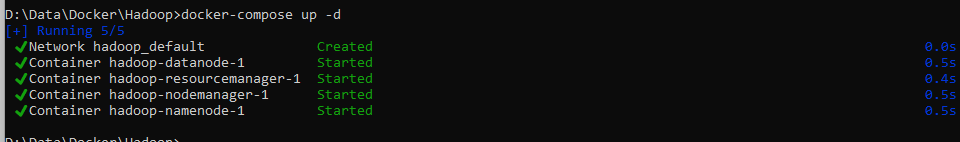 D:\Data\Docker\Hadoop>docker-compose up -d
[+] Running 5/5
✔Network hadoop_default Created 0.0s
✔Container hadoop-datanode-1 Started 0.5s
✔Container hadoop-resourcemanager-1 Started 0.4s
✔Container hadoop-nodemanager-1 Started 0.5s
✔Container hadoop-namenode-1 Started 0.5s
D:\Data\Docker\Hadoop>